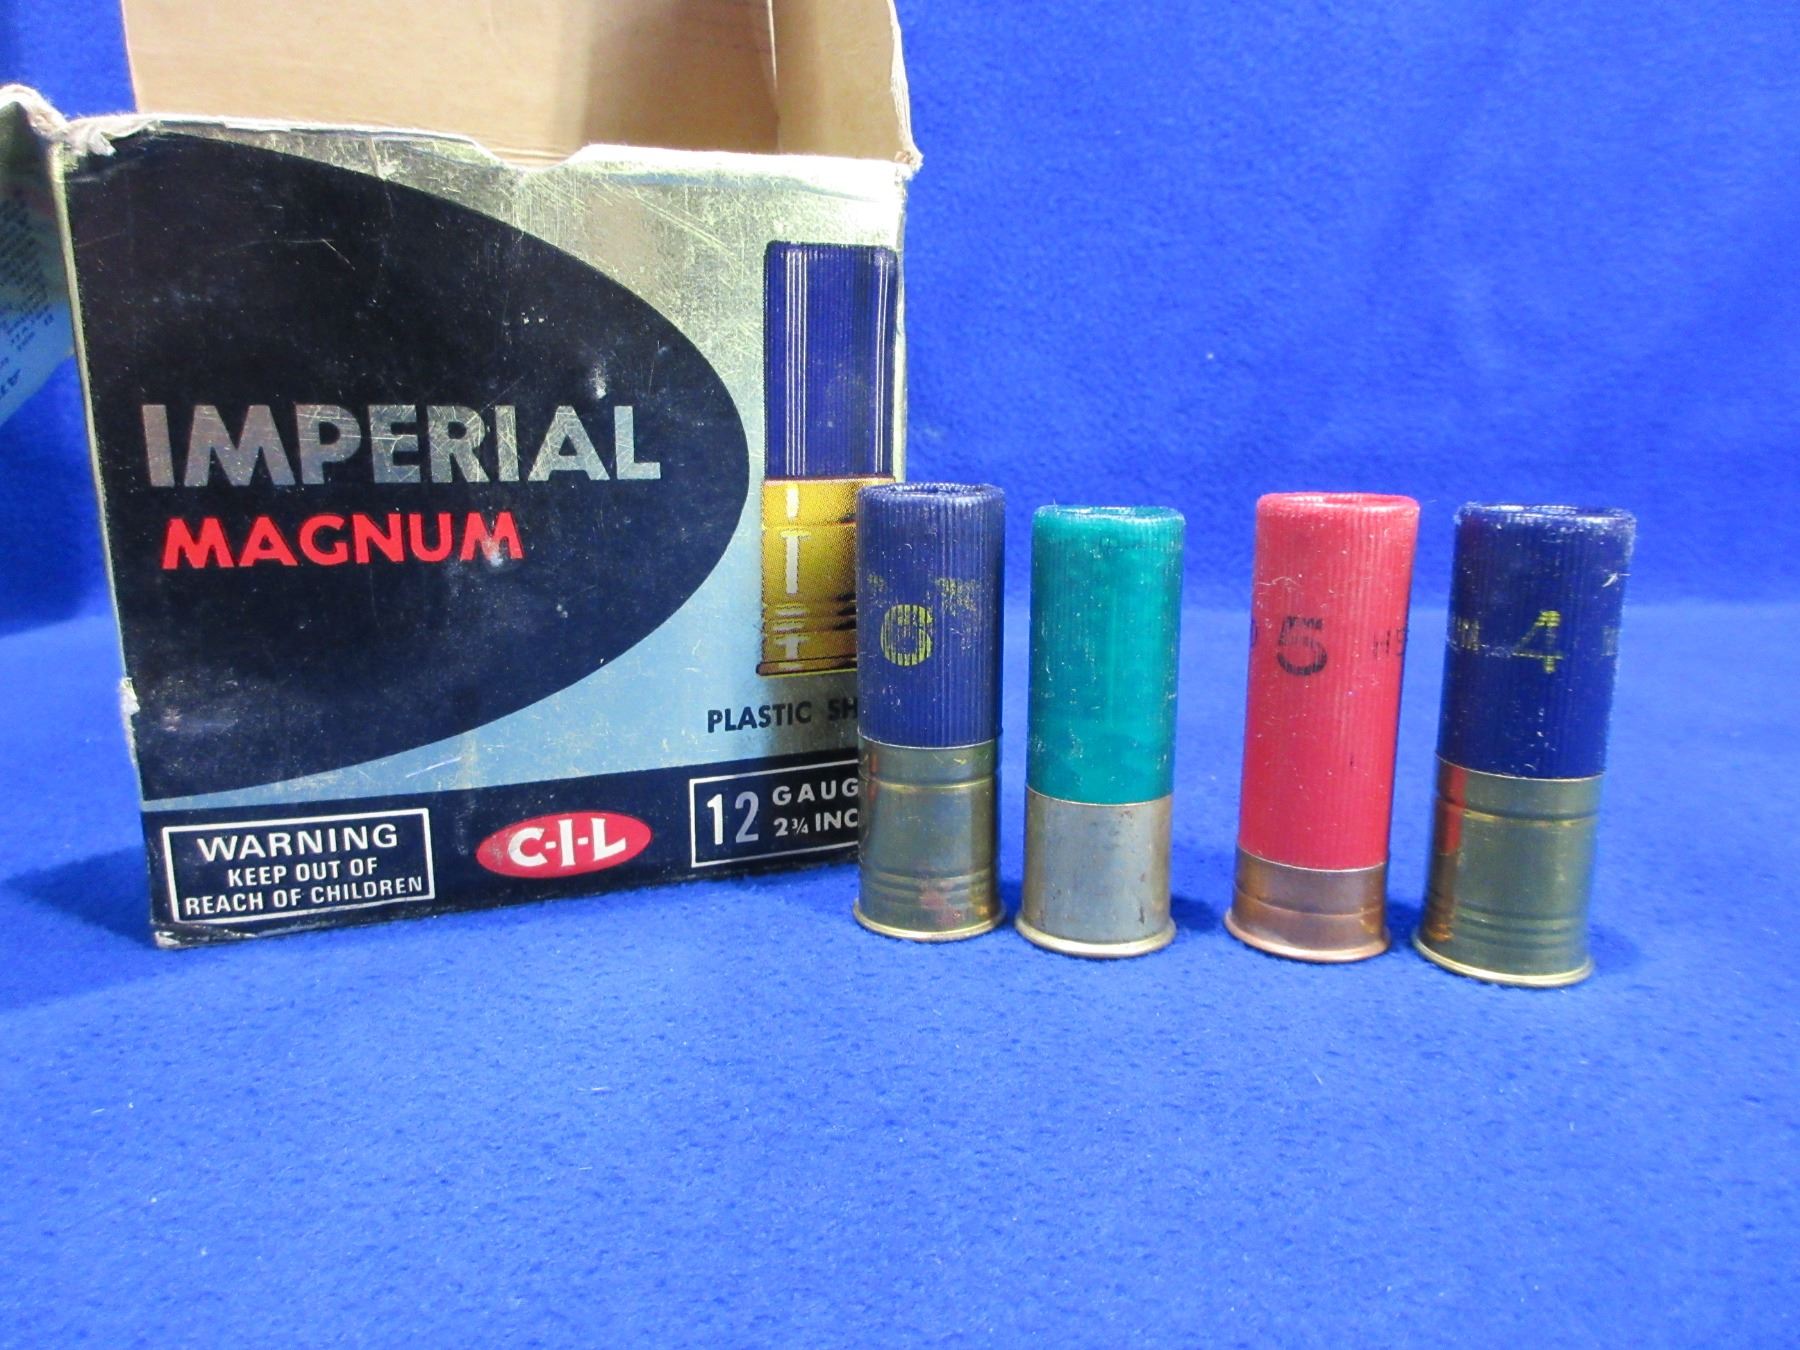 IMPERIAL
MAGNUM
PLASTIC SH
WARNING
KEEP OUT OF
REACH OF CHILDREN
C-I-L
12 GAUG
2¾ INC
6
5
4